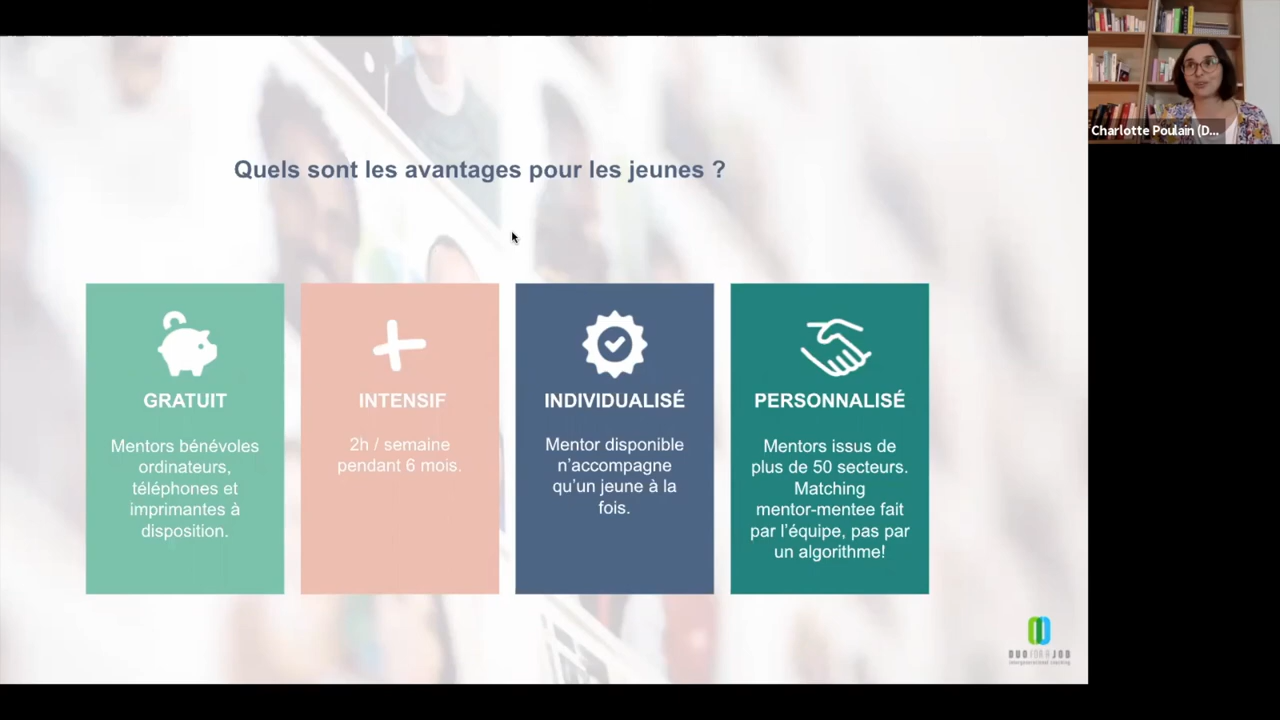 Charlotte Poulain (D...
Quels sont les avantages pour les jeunes ?
GRATUIT
Mentors bénévoles
ordinateurs,
téléphones et
imprimantes à
disposition.
INTENSIF
2h / semaine
pendant 6 mois.
INDIVIDUALISÉ
Mentor disponible
n'accompagne
qu'un jeune à la
fois.
PERSONNALISÉ
Mentors issus de
plus de 50 secteurs.
Matching
mentor-mentee fait
par l'équipe, pas par
un algorithme!
DUO FOR A JOB
intergenerational coaching